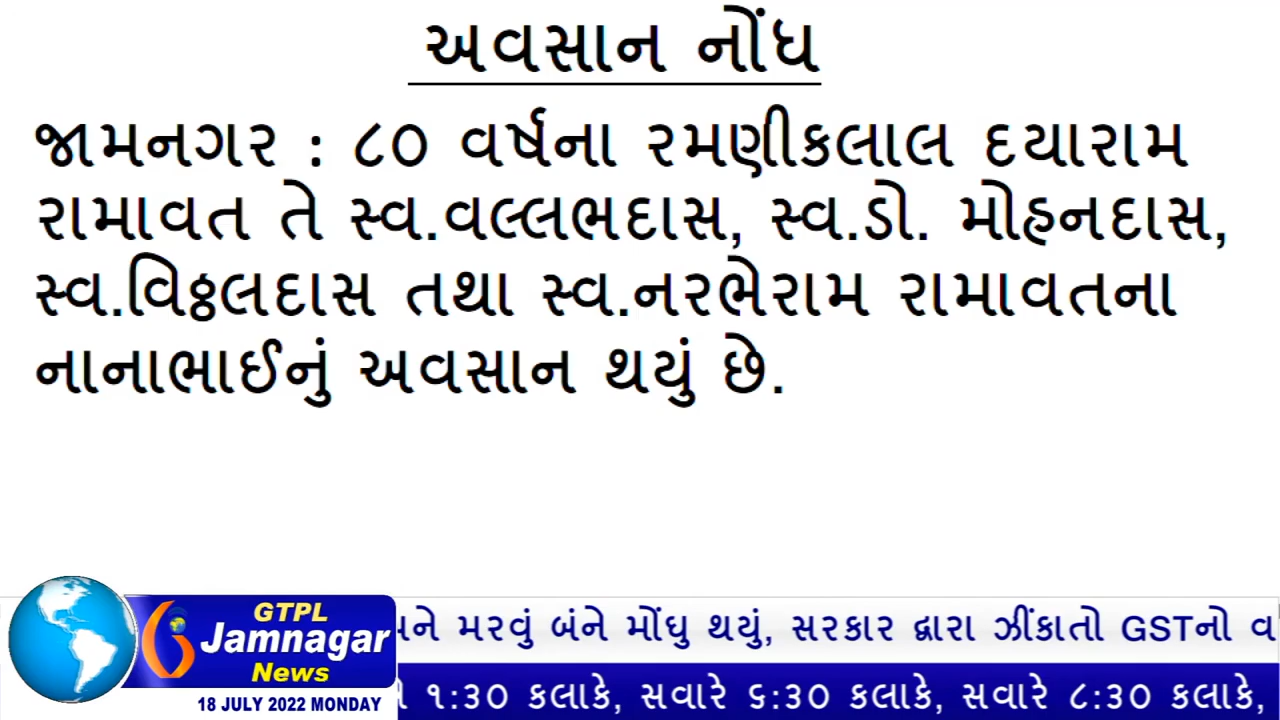 અવસાન નોંધ
જામનગર : ૮૦ વર્ષના રમણીકલાલ દયારામ
રામાવત તે સ્વ.વલ્લભદાસ, સ્વ.ડો. મોહનદાસ,
સ્વ.વિઠ્ઠલદાસ તથા સ્વ.નરભેરામ રામાવતના
નાનાભાઈનું અવસાન થયું છે.
GTPL
Jamnagar
News
18 JULY 2022 MONDAY
મરવું બંને મોંઘુ થયું, સરકાર દ્વારા ઝીંકાતો GSTનો
૧:૩૦ કલાકે, સવારે ૬:૩૦ કલાકે, સવારે ૮:૩૦ કલાકે,